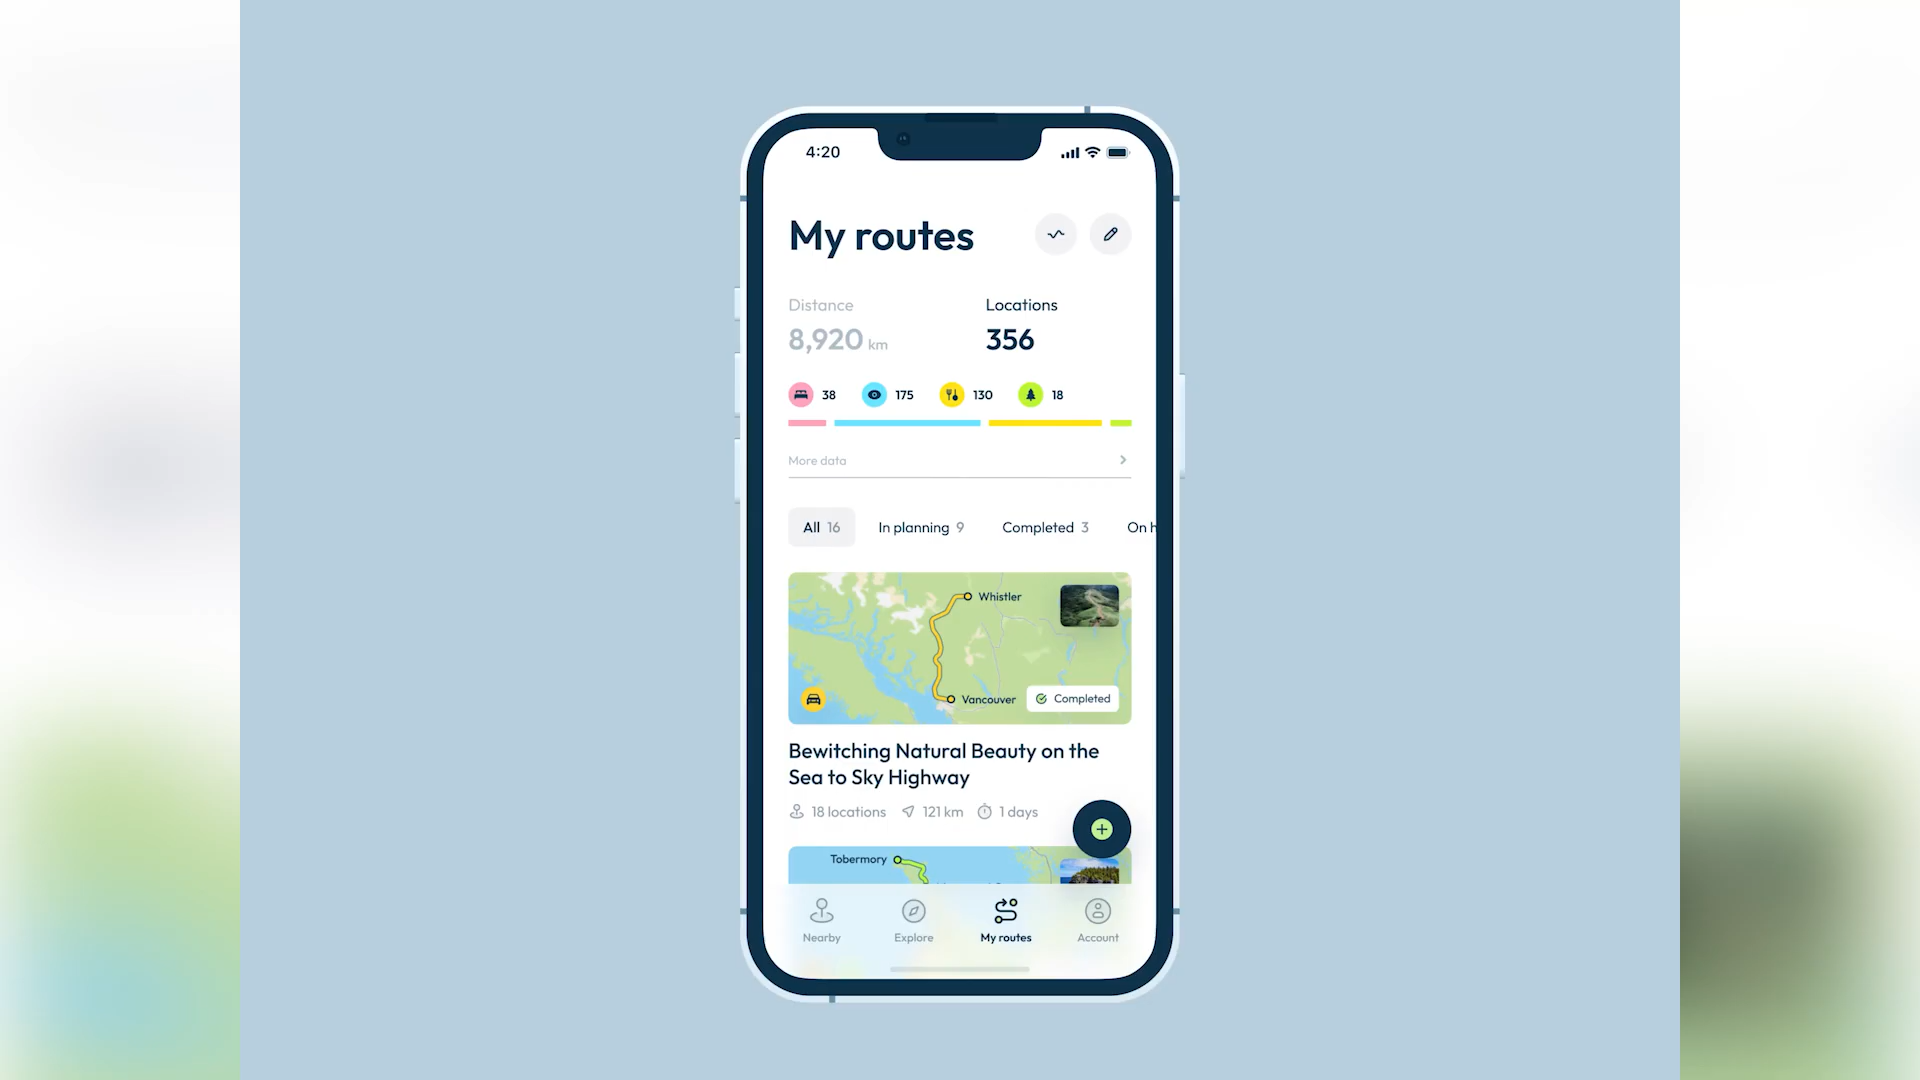 4:20
My routes
Distance
Locations
8,920 km
356
38
175
130
18
More data
All 16
In planning 9
Completed 3
On h
Whistler
Vancouver
Completed
Bewitching Natural Beauty on the
Sea to Sky Highway
18 locations
121 km
1 days
Tobermory
Nearby
Explore
My routes
Account